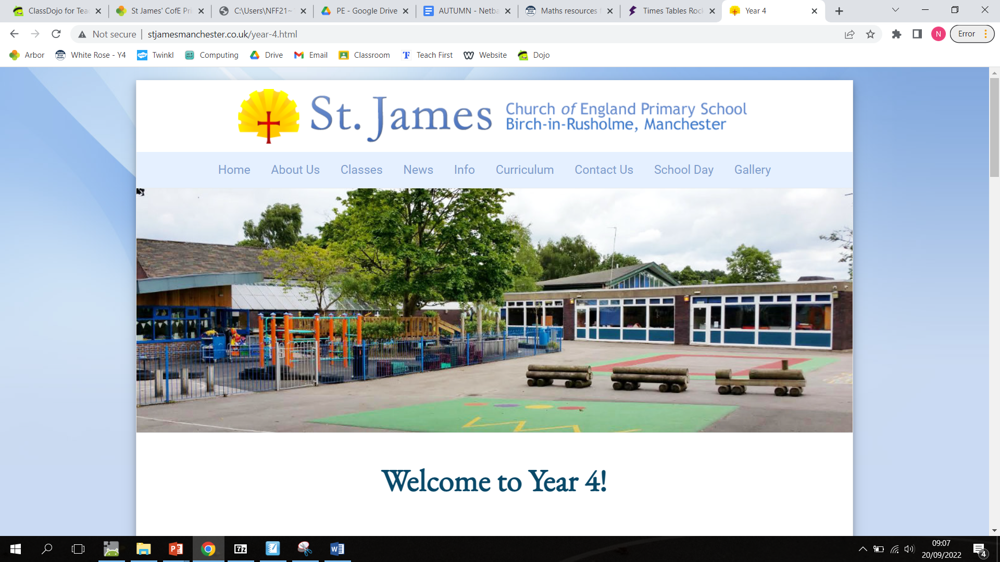 ClassDojo for Tea
St James' CofE Pri
C:\Users\NFF21~
PE - Google Drive
AUTUMN - Netba
Maths resources
Times Tables Roc
Year 4
Not secure
stjamesmanchester.co.uk/year-4.html
N
Error
Arbor
White Rose - Y4
Twinkl
Computing
Drive
Email
Classroom
Teach First
Website
Dojo
St. James
Church of England Primary School
Birch-in-Rusholme, Manchester
Home About Us Classes News Info Curriculum Contact Us School Day Gallery
Welcome to Year 4!
09:07
20/09/2022
4